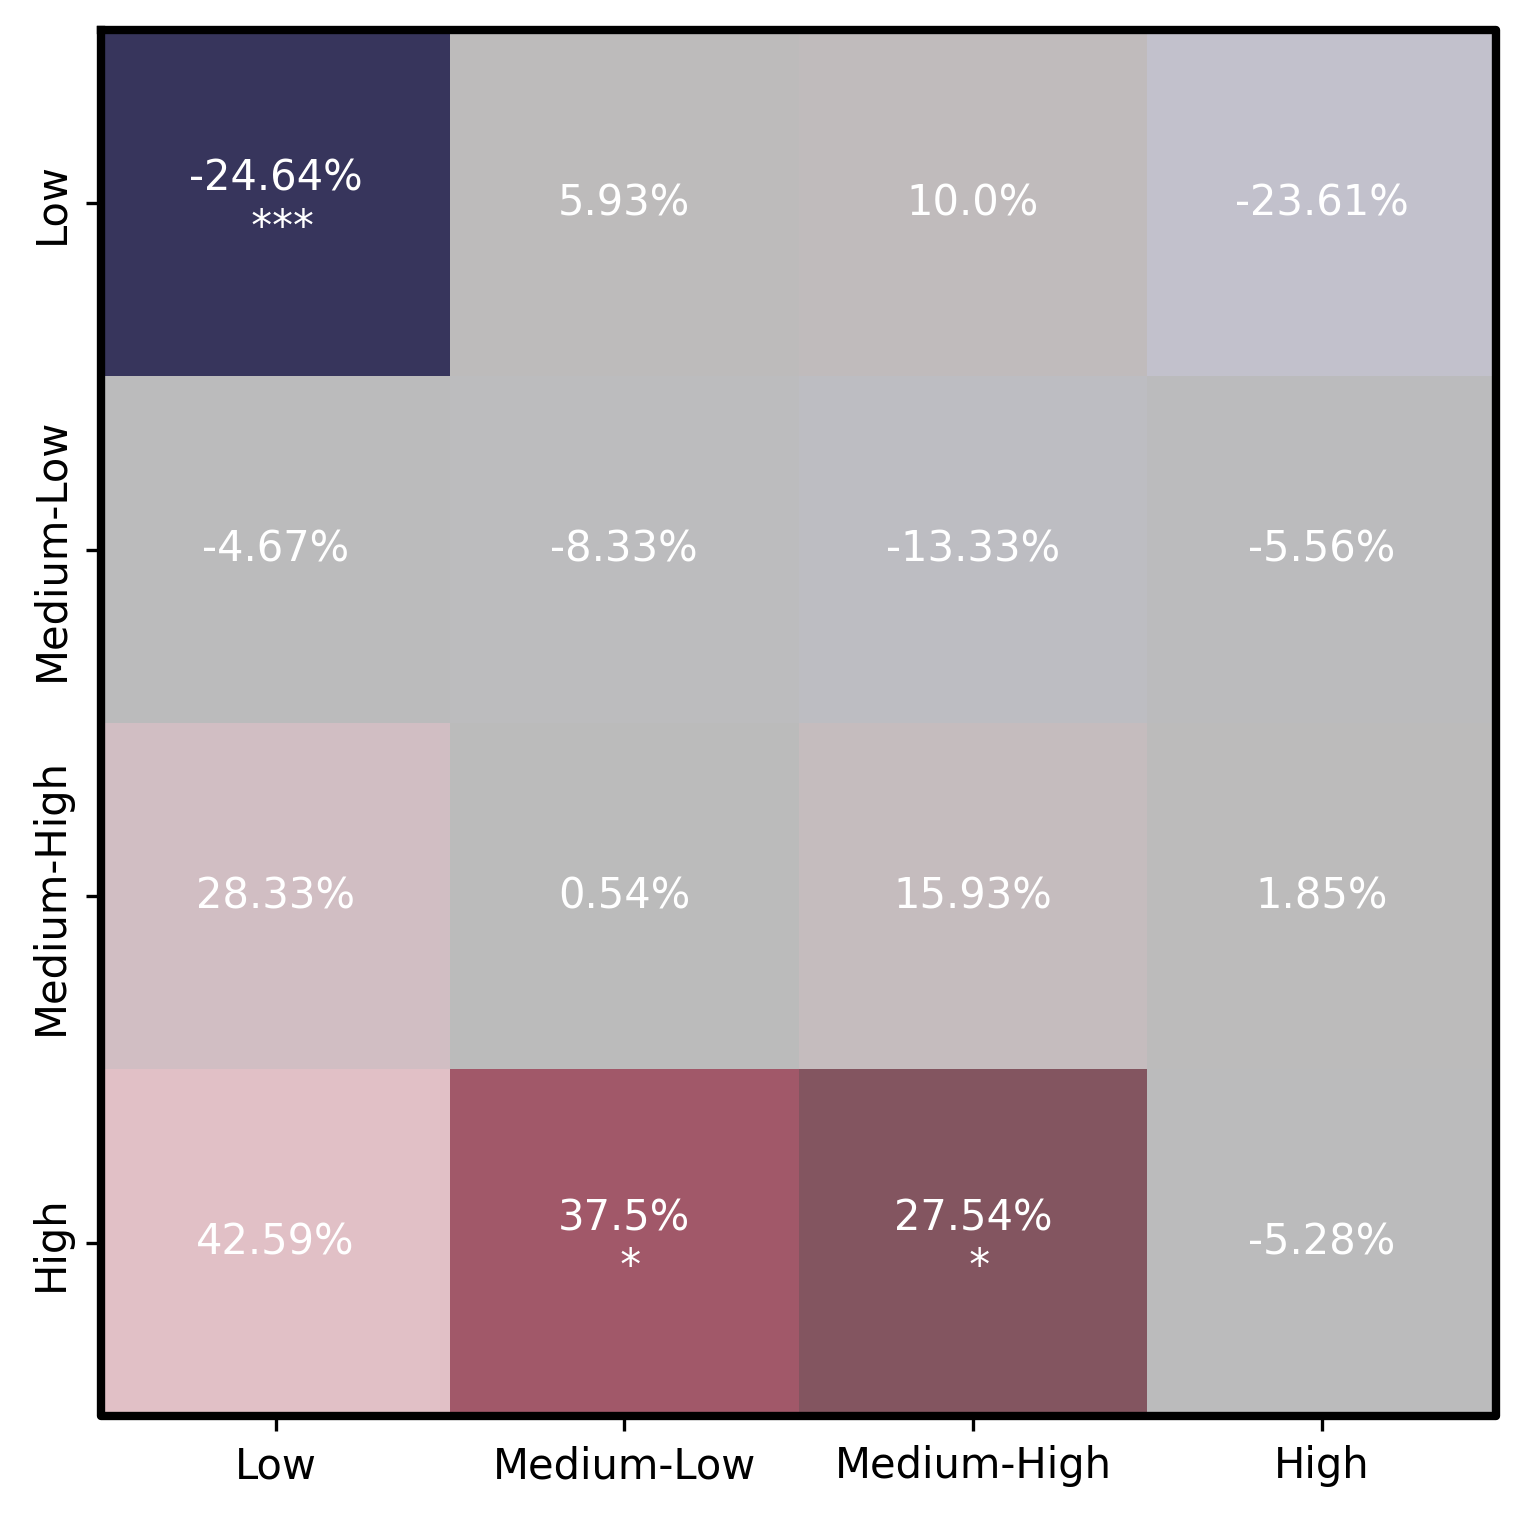 Low
-24.64%
***
5.93%
10.0%
-23.61%
Medium-Low
-4.67%
-8.33%
-13.33%
-5.56%
Medium-High
28.33%
0.54%
15.93%
1.85%
High
42.59%
37.5%
*
27.54%
*
-5.28%
Low
Medium-Low
Medium-High
High